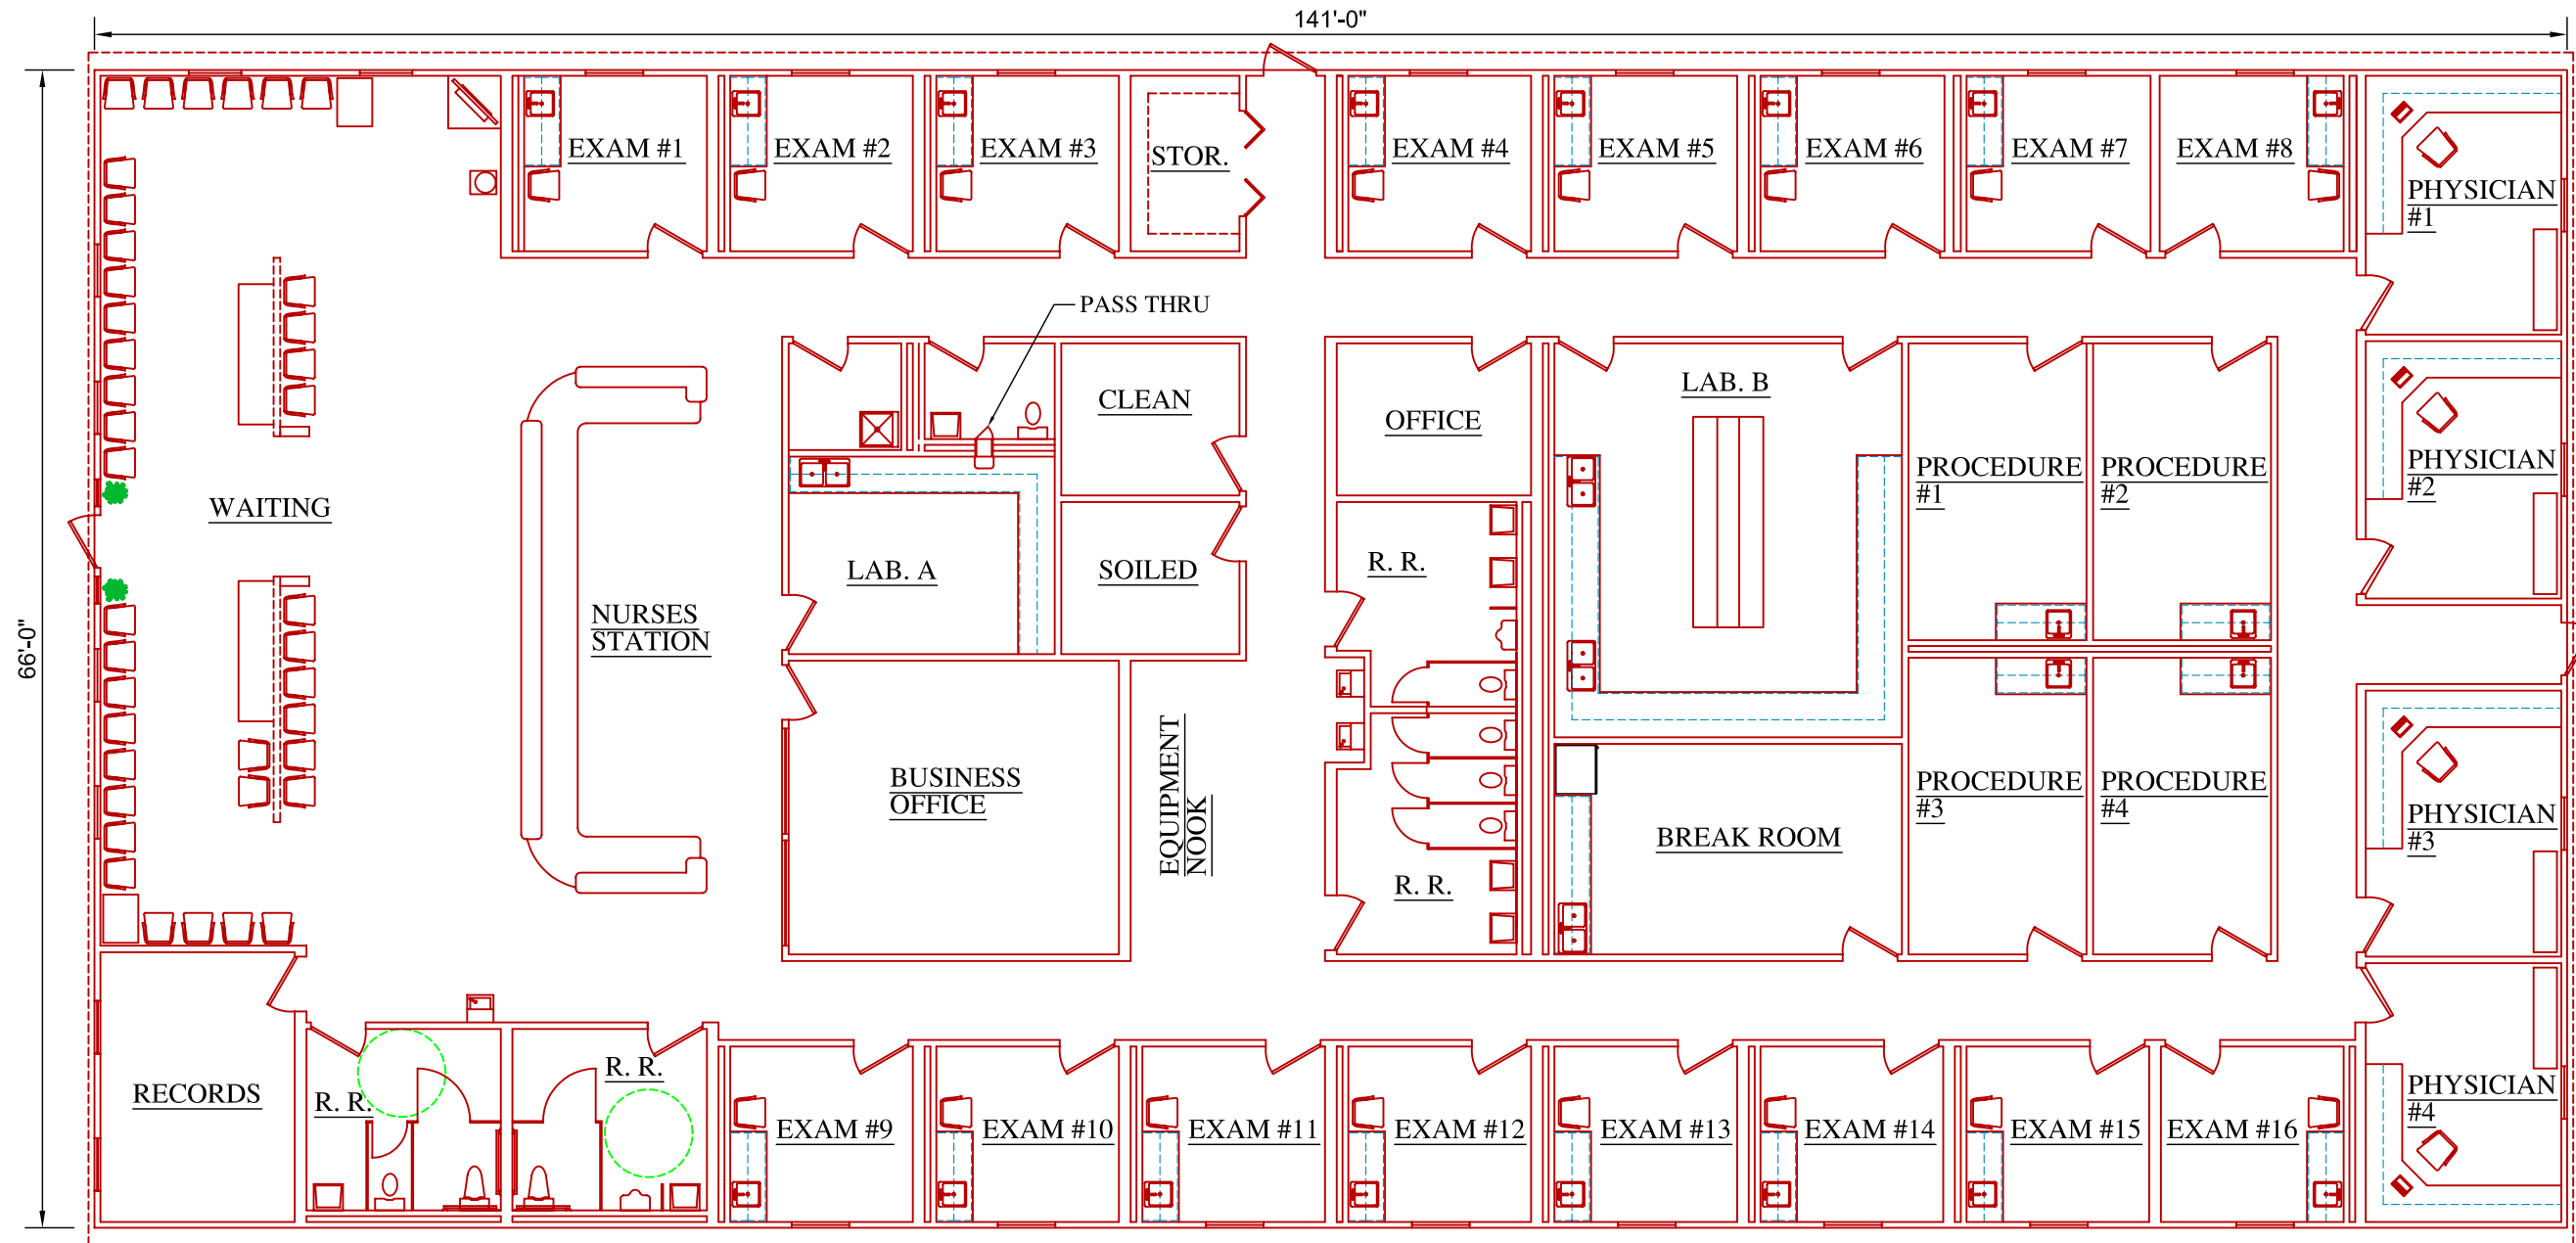 141'-0"
66'-0"
EXAM #1
EXAM #2
EXAM #3
STOR.
EXAM #4
EXAM #5
EXAM #6
EXAM #7
EXAM #8
PHYSICIAN
#1
PASS THRU
CLEAN
OFFICE
LAB. B
PROCEDURE
#1
PROCEDURE
#2
PHYSICIAN
#2
WAITING
LAB. A
SOILED
R. R.
NURSES
STATION
BUSINESS
OFFICE
EQUIPMENT
NOOK
R. R.
BREAK ROOM
PROCEDURE
#3
PROCEDURE
#4
PHYSICIAN
#3
RECORDS
R. R.
R. R.
EXAM #9
EXAM #10
EXAM #11
EXAM #12
EXAM #13
EXAM #14
EXAM #15
EXAM #16
PHYSICIAN
#4